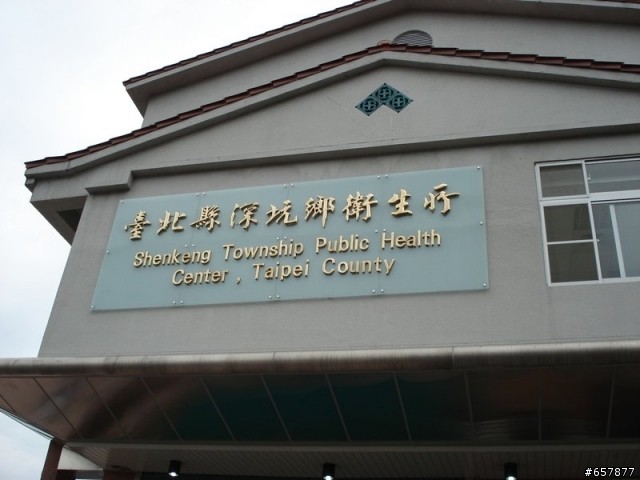 臺北縣深坑鄉衛生所
Shenkeng Township Public Health
Center , Taipei County
#657877